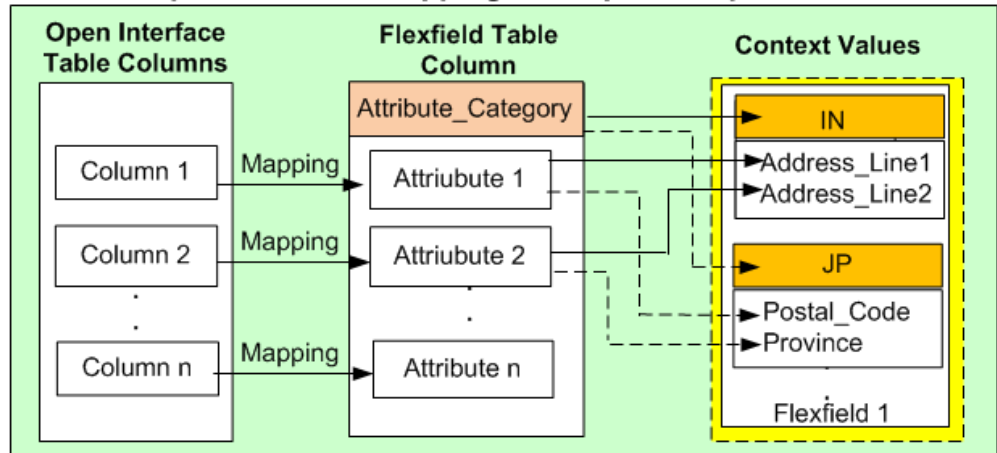 Open Interface
Table Columns
Column 1
Column 2
.
.
Column n
Mapping
Mapping
Mapping
Flexfield Table
Column
Attribute_Category
Attriubute 1
Attriubute 2
.
.
Attribute n
Context Values
IN
Address_Line1
Address_Line2
JP
Postal_Code
Province
.
.
Flexfield 1